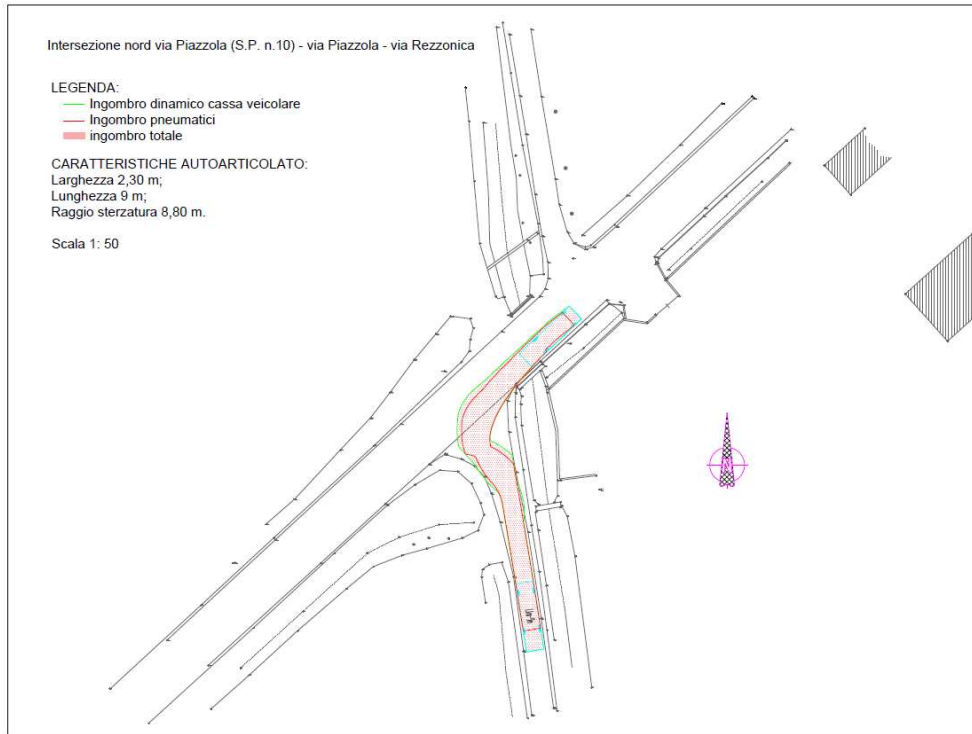 Intersezione nord via Piazzola (S.P. n.10) - via Piazzola - via Rezzonica
LEGENDA:
Ingombro dinamico cassa veicolare
Ingombro pneumatici
ingombro totale
CARATTERISTICHE AUTOARTICOLATO:
Larghezza 2,30 m;
Lunghezza 9 m;
Raggio sterzatura 8,80 m.
Scala 1: 50